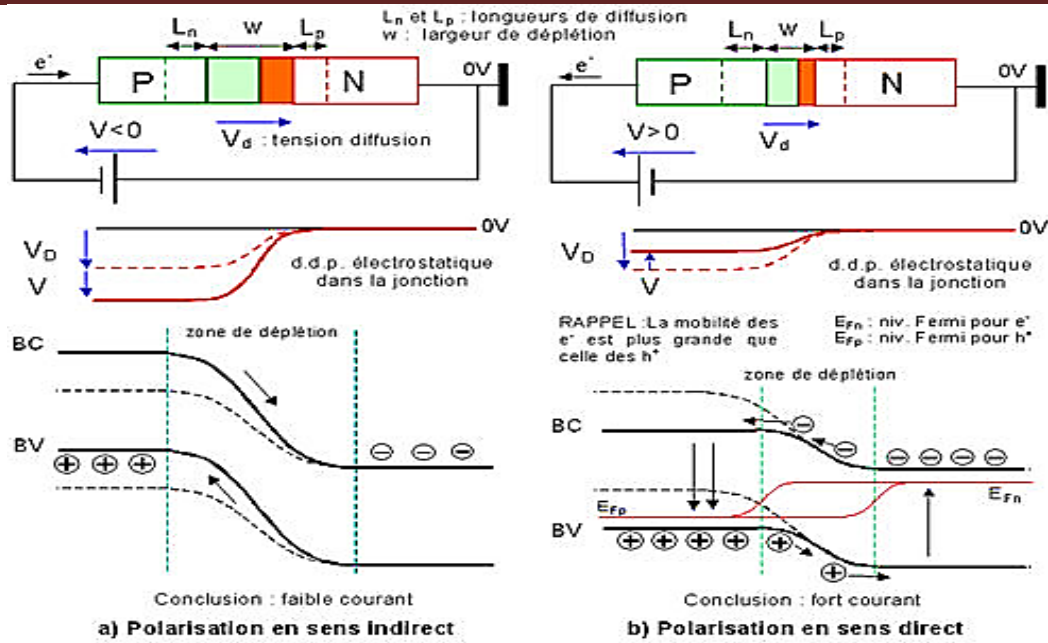 Lₙ et Lₚ : longueurs de diffusion
w : largeur de déplétion
Lₙ w Lₚ
e⁻
P N
0V
V<0
V_d : tension diffusion
V_D
V
0V
d.d.p. électrostatique
dans la jonction
zone de déplétion
BC
BV
+ + +
− − −
Conclusion : faible courant
a) Polarisation en sens indirect
Lₙ w Lₚ
e⁻
P N
0V
V>0
V_d
V_D
V
0V
d.d.p. électrostatique
dans la jonction
RAPPEL : La mobilité des
e⁻ est plus grande que
celle des h⁺
E_Fn : niv. Fermi pour e⁻
E_Fp : niv. Fermi pour h⁺
zone de déplétion
BC
− −
− − − −
E_Fp
E_Fn
BV
+ + + + +
+
Conclusion : fort courant
b) Polarisation en sens direct